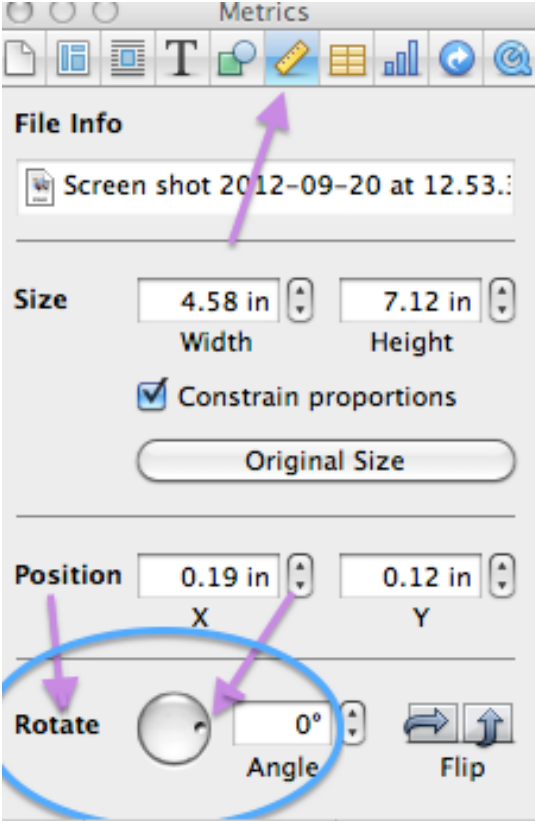 Metrics
T
File Info
Screen shot 2012-09-20 at 12.53.
Size 4.58 in 7.12 in
Width Height
Constrain proportions
Original Size
Position 0.19 in 0.12 in
X Y
Rotate 0°
Angle Flip